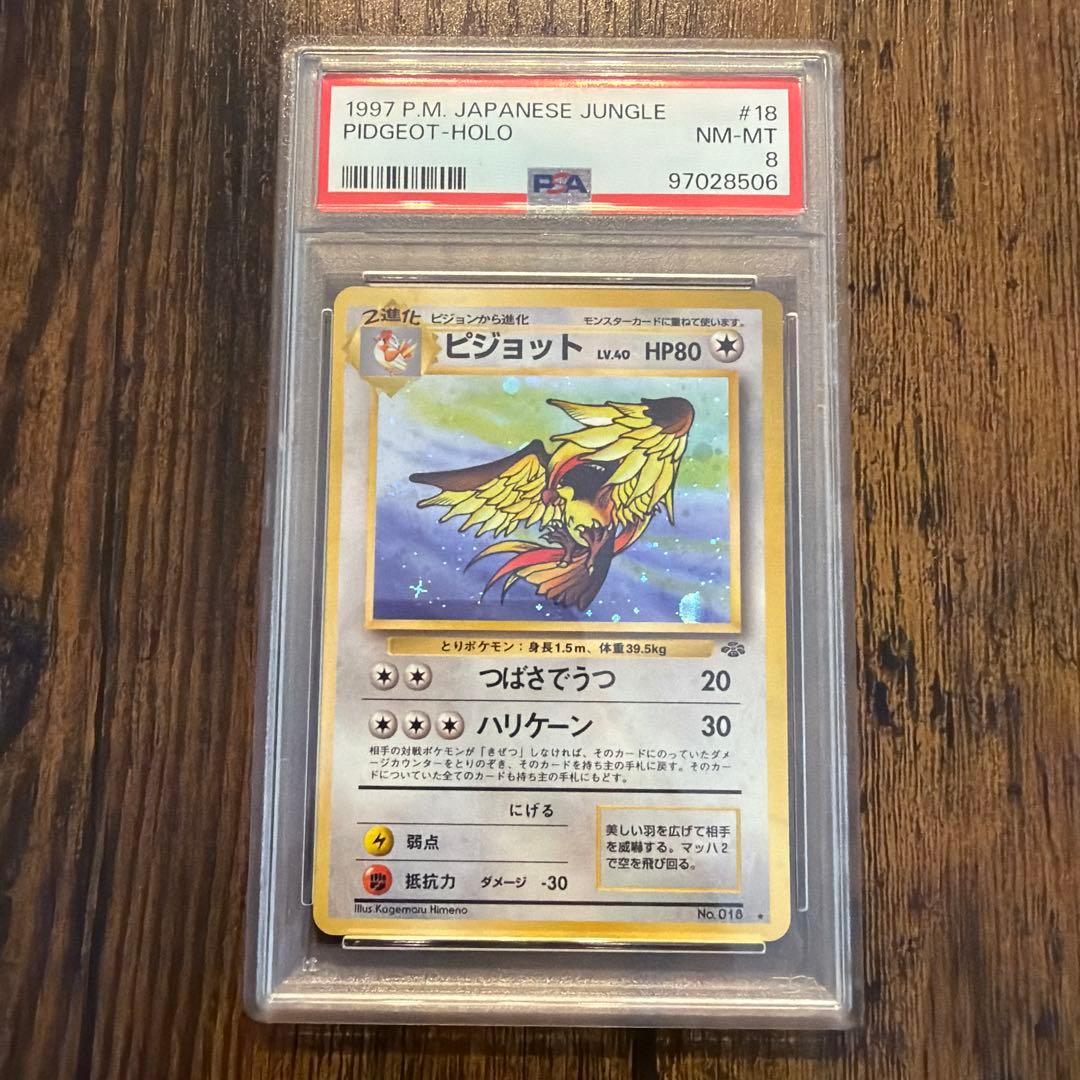 1997 P.M. JAPANESE JUNGLE #18
PIDGEOT-HOLO NM-MT
8
PSA 97028506
2進化 ピジョンから進化 モンスターカードに重ねて使います。
ピジョット LV.40 HP80
とりポケモン：身長1.5m、体重39.5kg
つばさでうつ 20
ハリケーン 30
相手の対戦ポケモンが「きぜつ」しなければ、そのカードにのっていたダメ
ージカウンターをとりのぞき、そのカードを持ち主の手札に戻す。そのカー
ドについていた全てのカードも持ち主の手札にもどす。
にげる
弱点
抵抗力 ダメージ -30
美しい羽を広げて相手
を威嚇する。マッハ2
で空を飛び回る。
Illus.Kagemaru Himeno No.018